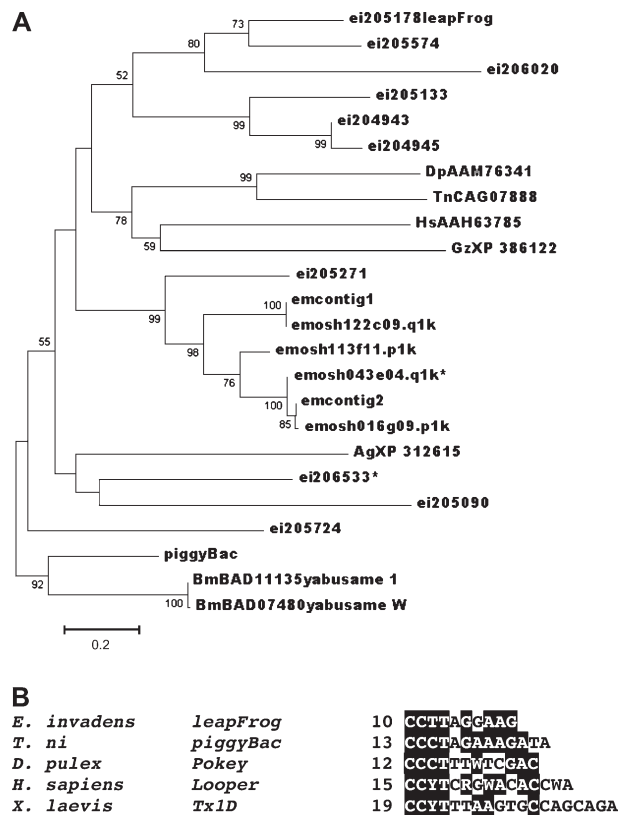 A
ei205178leapFrog
73
ei205574
80
ei206020
52
ei205133
99
ei204943
99
ei204945
DpAAM76341
99
TnCAG07888
78
HsAAH63785
59
GzXP 386122
ei205271
99
emcontig1
100
emosh122c09.q1k
98
emosh113f11.p1k
76
emosh043e04.q1k*
100
emcontig2
85
emosh016g09.p1k
55
AgXP 312615
ei206533*
ei205090
ei205724
piggyBac
92
BmBAD11135yabusame 1
100
BmBAD07480yabusame W
0.2
B
E. invadens leapFrog 10 CCTTAGGAAG
T. ni piggyBac 13 CCCTAGAAAGATA
D. pulex Pokey 12 CCCTTTWTCGAC
H. sapiens Looper 15 CCYTCRGWACACCWA
X. laevis Tx1D 19 CCYTTTAAGTGCCAGCAGA